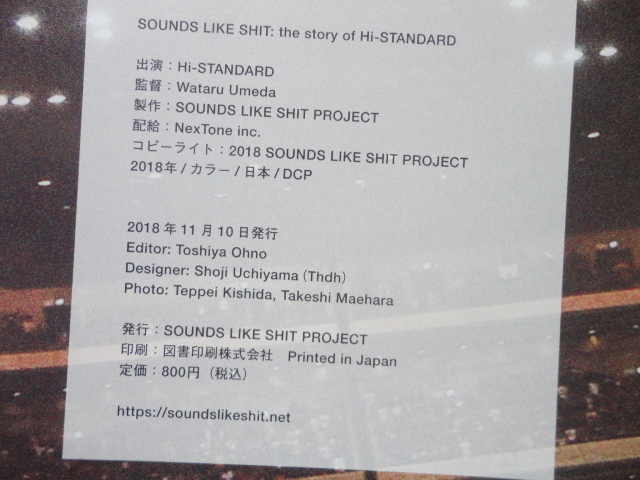 SOUNDS LIKE SHIT: the story of Hi-STANDARD
出演：Hi-STANDARD
監督：Wataru Umeda
製作：SOUNDS LIKE SHIT PROJECT
配給：NexTone inc.
コピーライト：2018 SOUNDS LIKE SHIT PROJECT
2018年 / カラー / 日本 / DCP
2018年11月10日発行
Editor: Toshiya Ohno
Designer: Shoji Uchiyama (Thdh)
Photo: Teppei Kishida, Takeshi Maehara
発行：SOUNDS LIKE SHIT PROJECT
印刷：図書印刷株式会社　Printed in Japan
定価：800円（税込）
https://soundslikeshit.net